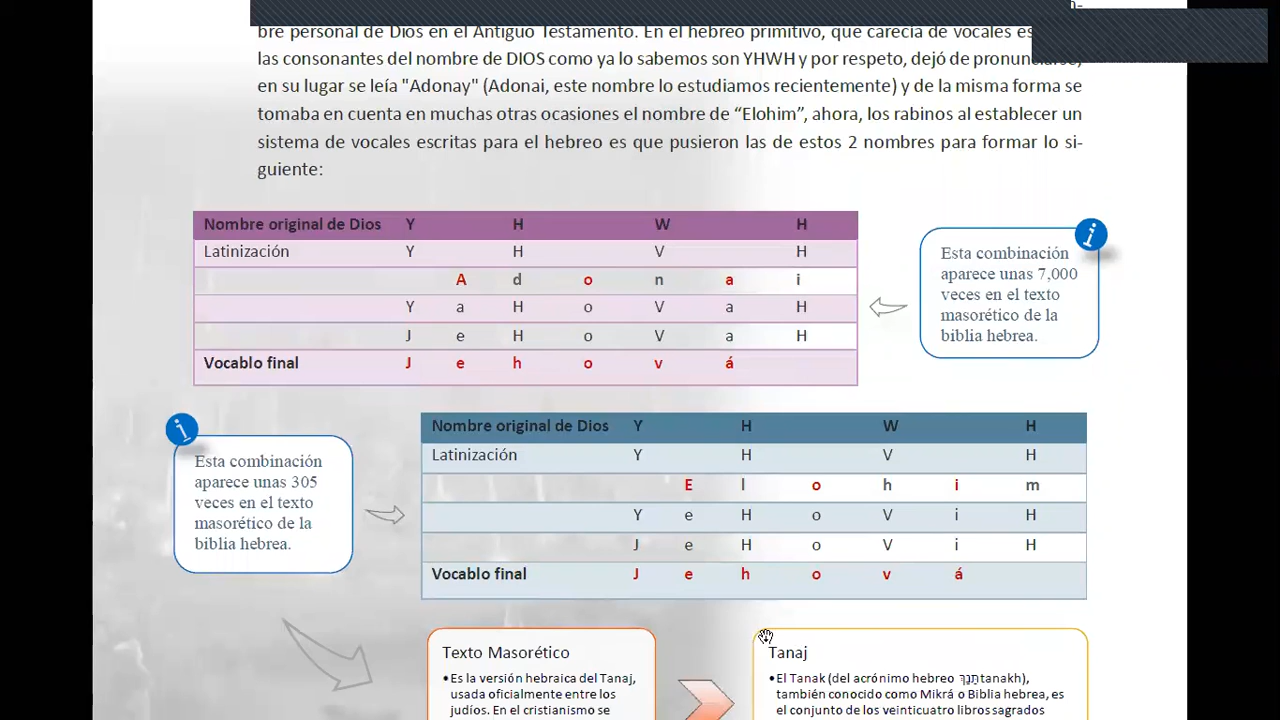 bre personal de Dios en el Antiguo Testamento. En el hebreo primitivo, que carecía de vocales
las consonantes del nombre de DIOS como ya lo sabemos son YHWH y por respeto, dejó de
en su lugar se leía "Adonay" (Adonai, este nombre lo estudiamos recientemente) y de la misma forma se
tomaba en cuenta en muchas otras ocasiones el nombre de “Elohim”, ahora, los rabinos al establecer un
sistema de vocales escritas para el hebreo es que pusieron las de estos 2 nombres para formar lo si-
guiente:
Nombre original de Dios Y H W H
Latinización Y H V H
A d o n a i
Y a H o V a H
J e H o V a H
Vocablo final J e h o v á
Esta combinación
aparece unas 7,000
veces en el texto
masorético de la
biblia hebrea.
Esta combinación
aparece unas 305
veces en el texto
masorético de la
biblia hebrea.
Nombre original de Dios Y H W H
Latinización Y H V H
E l o h i m
Y e H o V i H
J e H o V i H
Vocablo final J e h o v á
Texto Masorético
•Es la versión hebraica del Tanaj,
usada oficialmente entre los
judíos. En el cristianismo se
Tanaj
•El Tanak (del acrónimo hebreo תַּנַךְ tanakh),
también conocido como Mikrá o Biblia hebrea, es
el conjunto de los veinticuatro libros sagrados